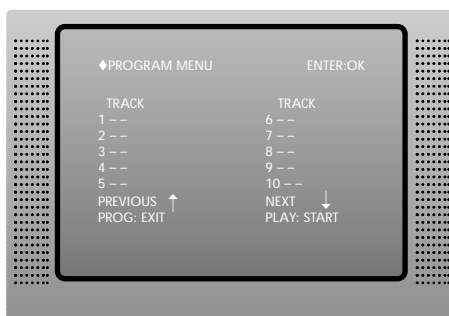 ♦PROGRAM MENU ENTER:OK
TRACK TRACK
1 – – 6 – –
2 – – 7 – –
3 – – 8 – –
4 – – 9 – –
5 – – 10 – –
PREVIOUS ↑ NEXT ↓
PROG: EXIT PLAY: START